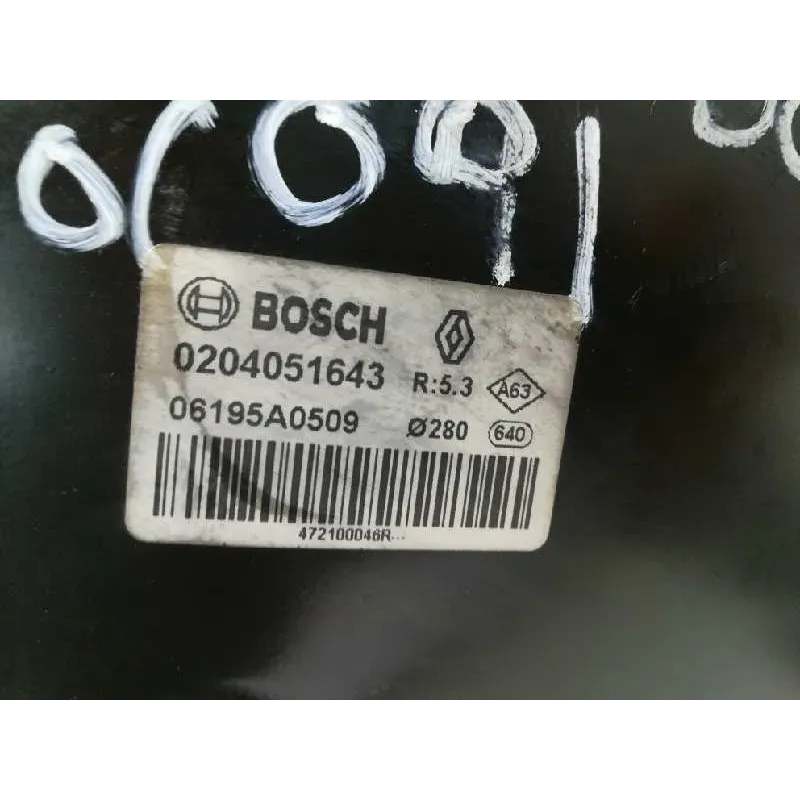 BOSCH
0204051643 R:5.3 A63
06195A0509 Ø280 640
472100046R···